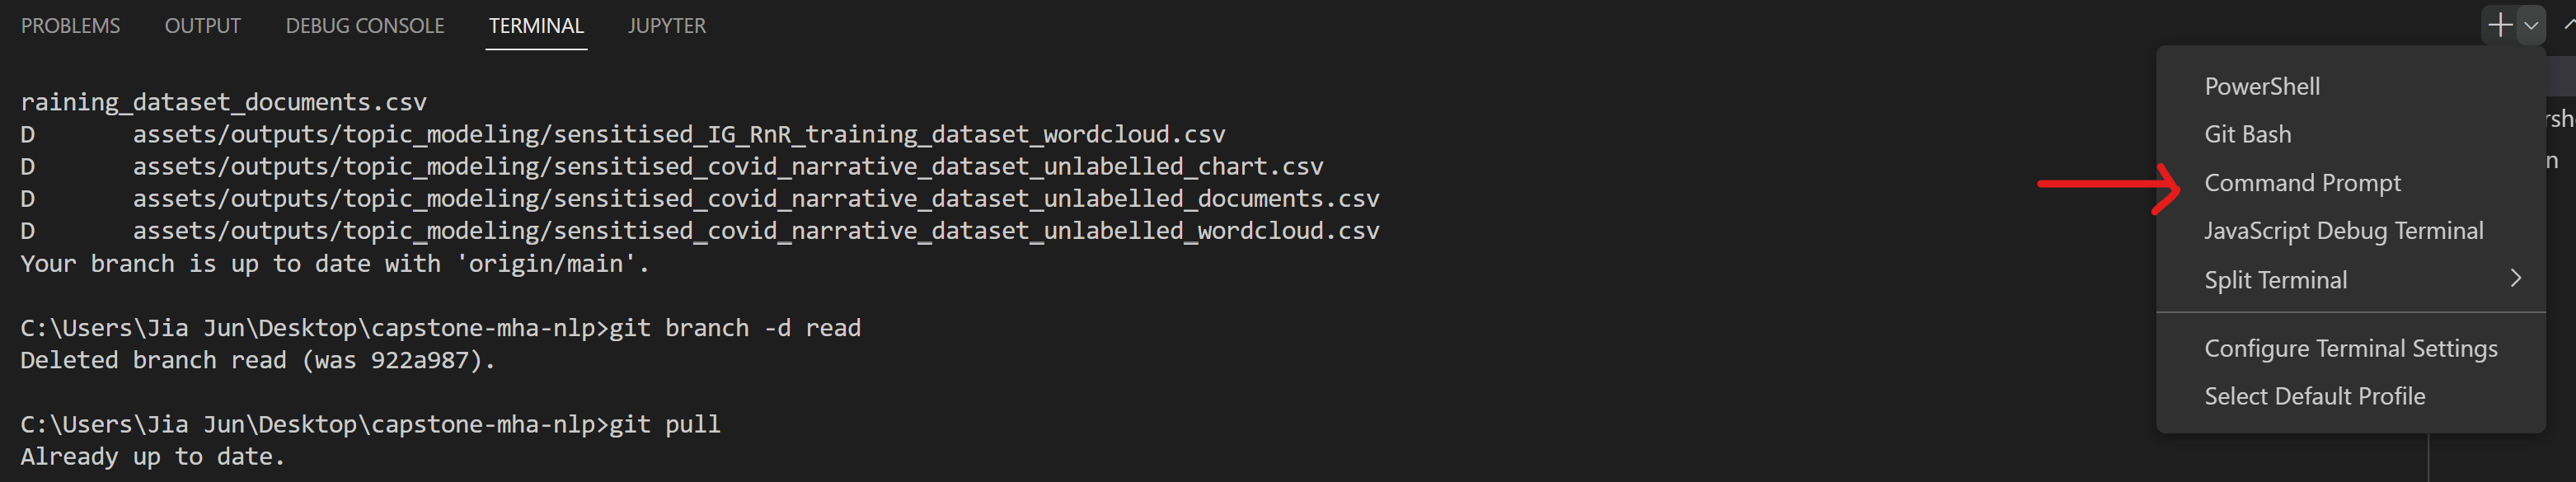 PROBLEMS OUTPUT DEBUG CONSOLE TERMINAL JUPYTER
raining_dataset_documents.csv
D assets/outputs/topic_modeling/sensitised_IG_RnR_training_dataset_wordcloud.csv
D assets/outputs/topic_modeling/sensitised_covid_narrative_dataset_unlabelled_chart.csv
D assets/outputs/topic_modeling/sensitised_covid_narrative_dataset_unlabelled_documents.csv
D assets/outputs/topic_modeling/sensitised_covid_narrative_dataset_unlabelled_wordcloud.csv
Your branch is up to date with 'origin/main'.
C:\Users\Jia Jun\Desktop\capstone-mha-nlp>git branch -d read
Deleted branch read (was 922a987).
C:\Users\Jia Jun\Desktop\capstone-mha-nlp>git pull
Already up to date.
PowerShell
Git Bash
Command Prompt
JavaScript Debug Terminal
Split Terminal
Configure Terminal Settings
Select Default Profile